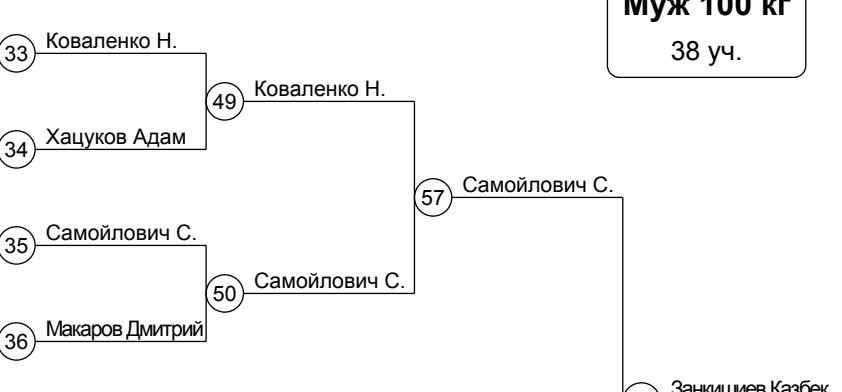 Муж 100 кг
38 уч.
33 Коваленко Н.
49 Коваленко Н.
34 Хацуков Адам
57 Самойлович С.
35 Самойлович С.
50 Самойлович С.
36 Макаров Дмитрий
Занкишиев Казбек